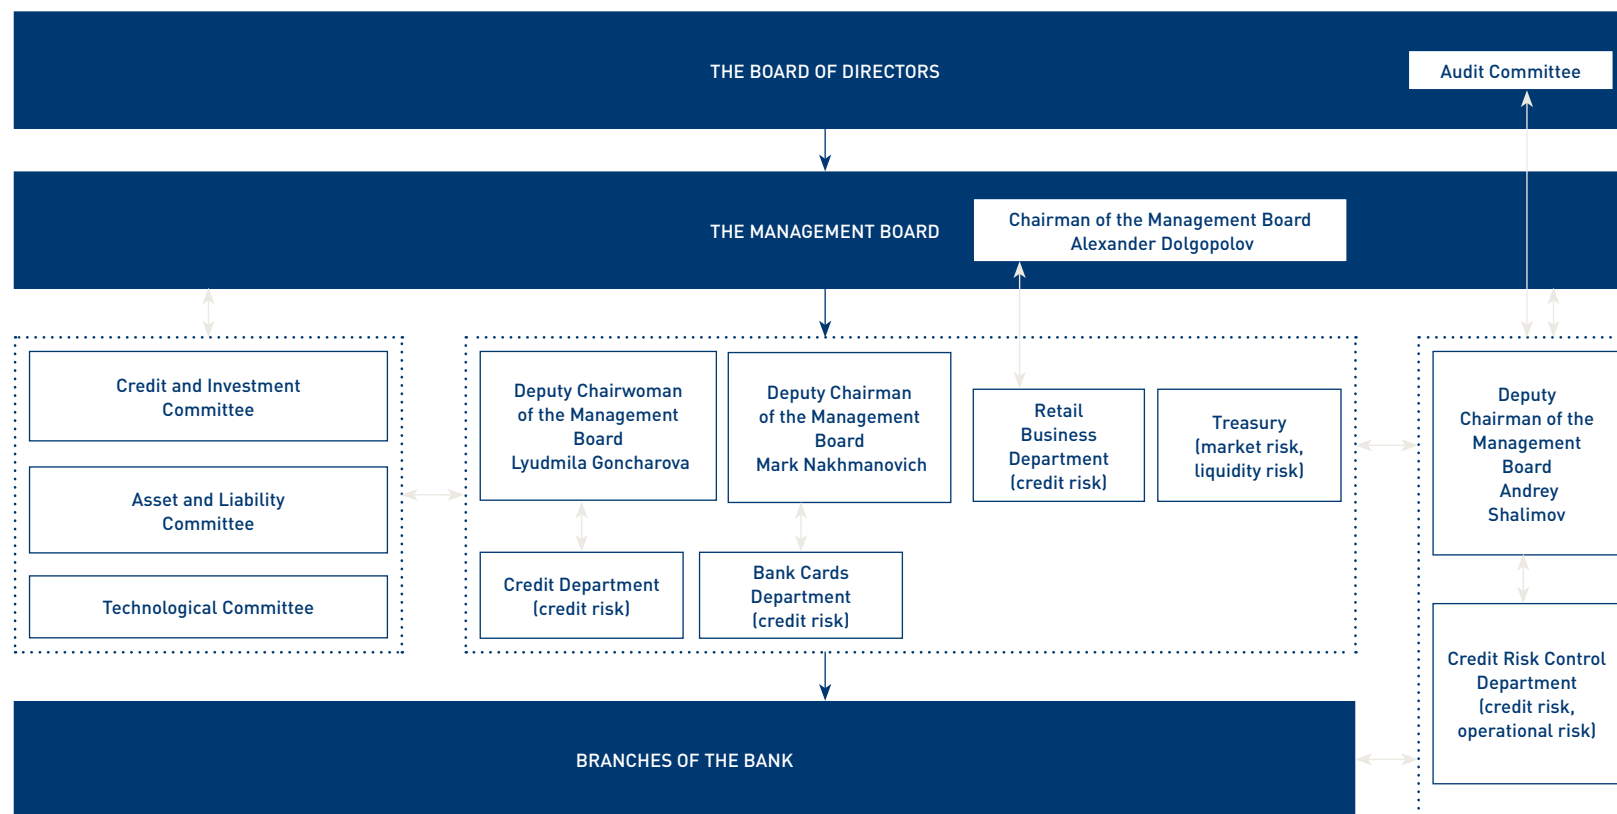 THE BOARD OF DIRECTORS
Audit Committee
THE MANAGEMENT BOARD
Chairman of the Management Board
Alexander Dolgopolov
Credit and Investment
Committee
Asset and Liability
Committee
Technological Committee
Deputy Chairwoman
of the Management
Board
Lyudmila Goncharova
Deputy Chairman
of the Management
Board
Mark Nakhmanovich
Retail
Business
Department
(credit risk)
Treasury
(market risk,
liquidity risk)
Credit Department
(credit risk)
Bank Cards
Department
(credit risk)
Deputy
Chairman of the
Management
Board
Andrey
Shalimov
Credit Risk Control
Department
(credit risk,
operational risk)
BRANCHES OF THE BANK